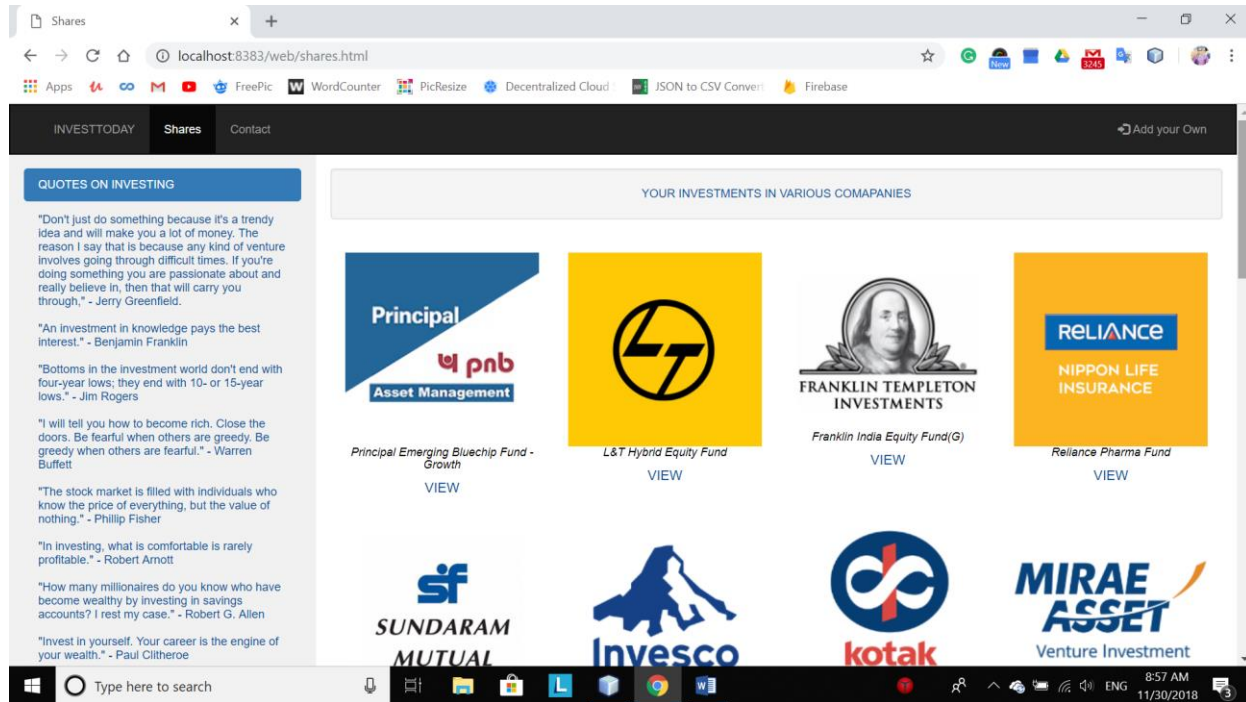 Shares
localhost:8383/web/shares.html
New
3245
Apps
FreePic
WordCounter
PicResize
Decentralized Cloud
JSON to CSV Convert
Firebase
INVESTTODAY
Shares
Contact
Add your Own
QUOTES ON INVESTING
"Don't just do something because it's a trendy
idea and will make you a lot of money. The
reason I say that is because any kind of venture
involves going through difficult times. If you're
doing something you are passionate about and
really believe in, then that will carry you
through," - Jerry Greenfield.
"An investment in knowledge pays the best
interest." - Benjamin Franklin
"Bottoms in the investment world don't end with
four-year lows; they end with 10- or 15-year
lows." - Jim Rogers
"I will tell you how to become rich. Close the
doors. Be fearful when others are greedy. Be
greedy when others are fearful." - Warren
Buffett
"The stock market is filled with individuals who
know the price of everything, but the value of
nothing." - Phillip Fisher
"In investing, what is comfortable is rarely
profitable." - Robert Arnott
"How many millionaires do you know who have
become wealthy by investing in savings
accounts? I rest my case." - Robert G. Allen
"Invest in yourself. Your career is the engine of
your wealth." - Paul Clitheroe
YOUR INVESTMENTS IN VARIOUS COMAPANIES
Principal
pnb
Asset Management
Principal Emerging Bluechip Fund -
Growth
VIEW
LT
L&T Hybrid Equity Fund
VIEW
FRANKLIN TEMPLETON
INVESTMENTS
Franklin India Equity Fund(G)
VIEW
RELIANCE
NIPPON LIFE
INSURANCE
Reliance Pharma Fund
VIEW
sf
SUNDARAM
MUTUAL
Invesco
kotak
MIRAE
ASSET
Venture Investment
Type here to search
ENG
8:57 AM
11/30/2018
3